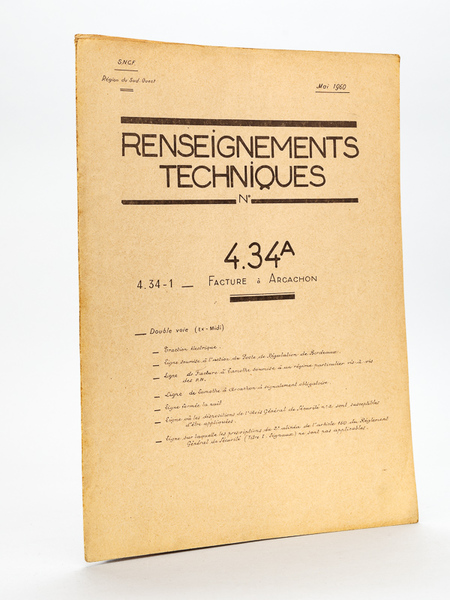 S.N.C.F.
Région du Sud Ouest
Mai 1960
RENSEIGNEMENTS
TECHNIQUES
N°
4.34A
4.34-1 — FACTURE à ARCACHON
— Double voie (ex-Midi)
— Traction électrique.
— Ligne soumise à l'action du Poste de Régulation de Bordeaux.
— Ligne de Facture à Lamothe soumise à un régime particulier vis à vis
des P.N.
— Ligne de Lamothe à Arcachon à signalement obligatoire.
— Ligne fermée la nuit
— Ligne où les dispositions de l'Avis Général de Sécurité n° sont susceptibles
d'être appliquées.
— Ligne sur laquelle les prescriptions du 2e alinéa de l'article 160 du Règlement
Général de Sécurité (Titre I. Signaux) ne sont pas applicables.